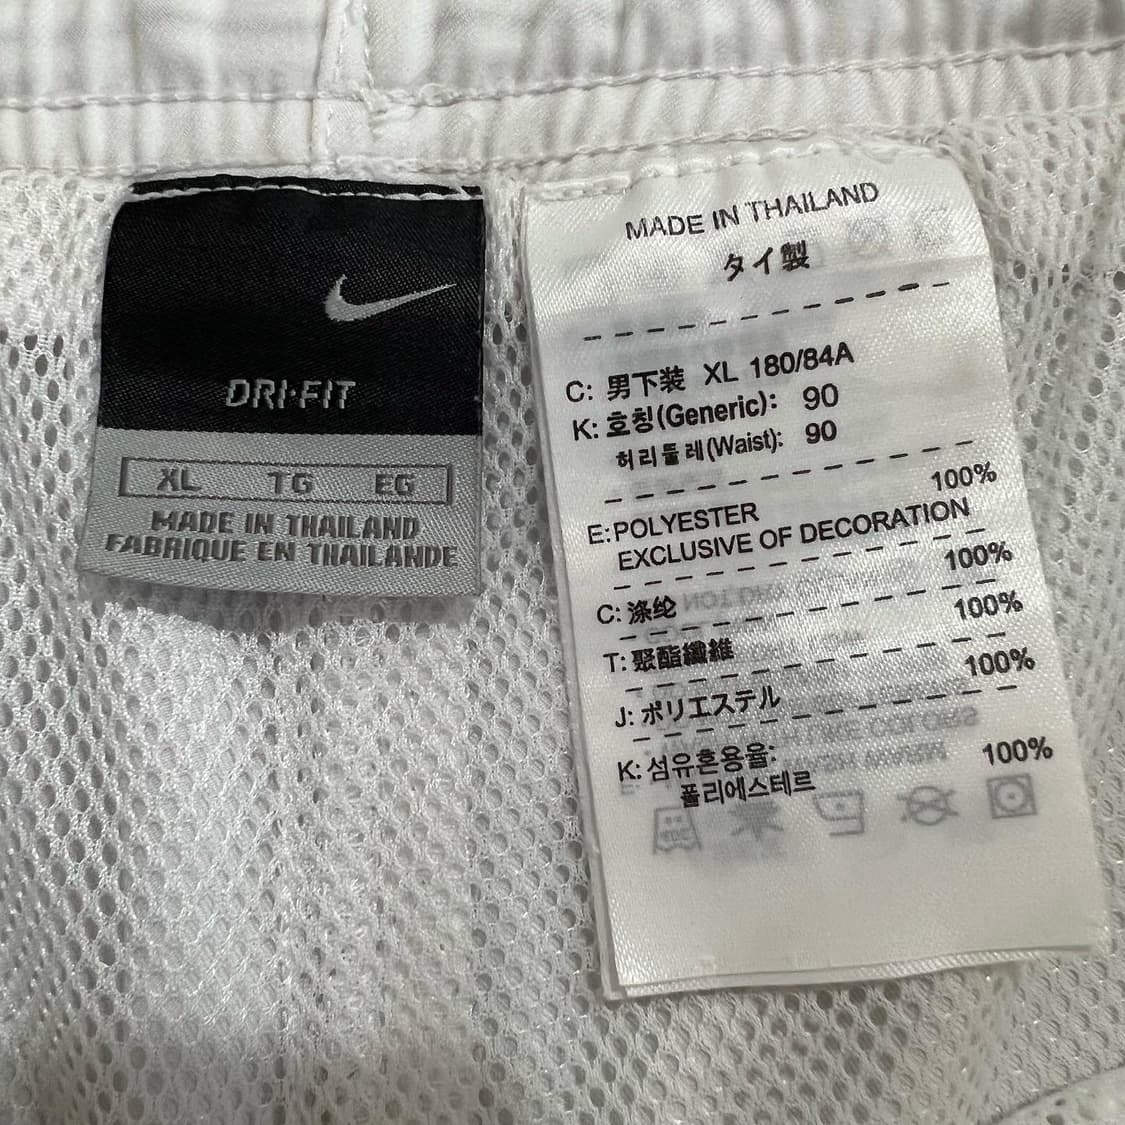 DRI·FIT
XL TG EG
MADE IN THAILAND
FABRIQUE EN THAILANDE
MADE IN THAILAND
タイ製
C: 男下装 XL 180/84A
K: 호칭(Generic): 90
허리둘레(Waist): 90
100%
E:POLYESTER
EXCLUSIVE OF DECORATION
100%
C: 涤纶
100%
T: 聚酯纖維
100%
J: ポリエステル
100%
K: 섬유혼용율:
폴리에스테르